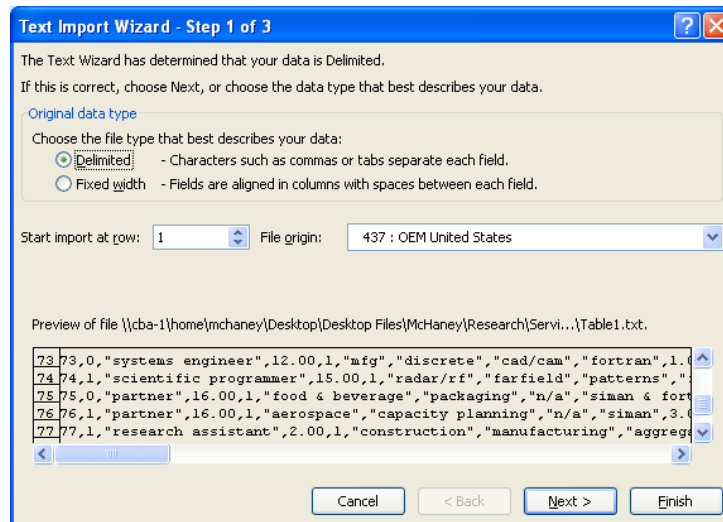 Text Import Wizard - Step 1 of 3
The Text Wizard has determined that your data is Delimited.
If this is correct, choose Next, or choose the data type that best describes your data.
Original data type
Choose the file type that best describes your data:
Delimited - Characters such as commas or tabs separate each field.
Fixed width - Fields are aligned in columns with spaces between each field.
Start import at row: 1 File origin: 437 : OEM United States
Preview of file \\cba-1\home\mchaney\Desktop\Desktop Files\McHaney\Research\Servi...\Table1.txt.
73 73,0,"systems engineer",12.00,1,"mfg","discrete","cad/cam","fortran",1.0
74 74,1,"scientific programmer",15.00,1,"radar/rf","farfield","patterns","
75 75,0,"partner",16.00,1,"food & beverage","packaging","n/a","siman & fort
76 76,1,"partner",16.00,1,"aerospace","capacity planning","n/a","siman",3.0
77 77,1,"research assistant",2.00,1,"construction","manufacturing","aggrega
Cancel < Back Next > Finish